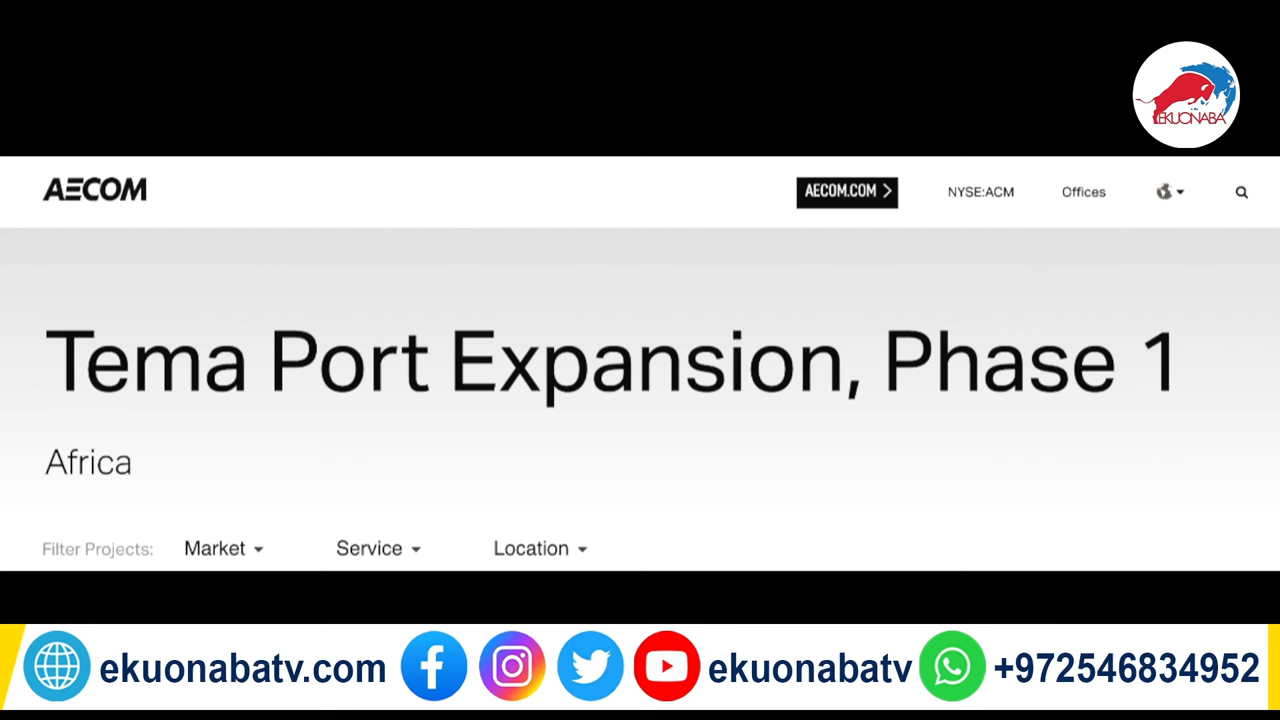 EKUONABA
AECOM
AECOM.COM >
NYSE:ACM
Offices
Tema Port Expansion, Phase 1
Africa
Filter Projects:
Market
Service
Location
ekuonabatv.com
ekuonabatv
+972546834952